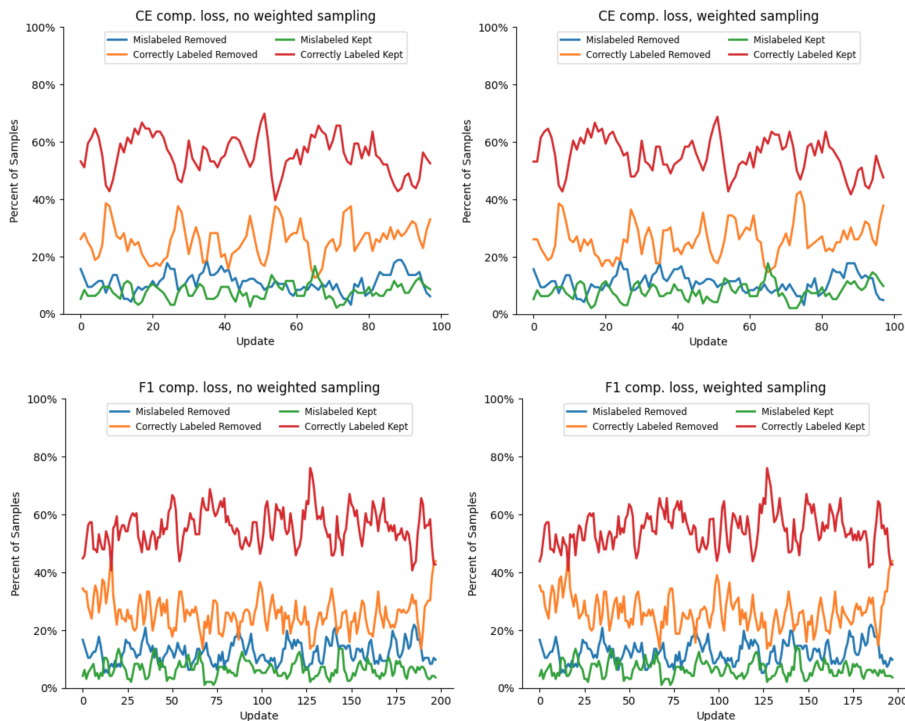 CE comp. loss, no weighted sampling
100%
80%
60%
40%
20%
0%
Percent of Samples
Mislabeled Removed
Correctly Labeled Removed
Mislabeled Kept
Correctly Labeled Kept
0 20 40 60 80 100
Update
CE comp. loss, weighted sampling
100%
80%
60%
40%
20%
0%
Percent of Samples
Mislabeled Removed
Correctly Labeled Removed
Mislabeled Kept
Correctly Labeled Kept
0 20 40 60 80 100
Update
F1 comp. loss, no weighted sampling
100%
80%
60%
40%
20%
0%
Percent of Samples
Mislabeled Removed
Correctly Labeled Removed
Mislabeled Kept
Correctly Labeled Kept
0 25 50 75 100 125 150 175 200
Update
F1 comp. loss, weighted sampling
100%
80%
60%
40%
20%
0%
Percent of Samples
Mislabeled Removed
Correctly Labeled Removed
Mislabeled Kept
Correctly Labeled Kept
0 25 50 75 100 125 150 175 200
Update